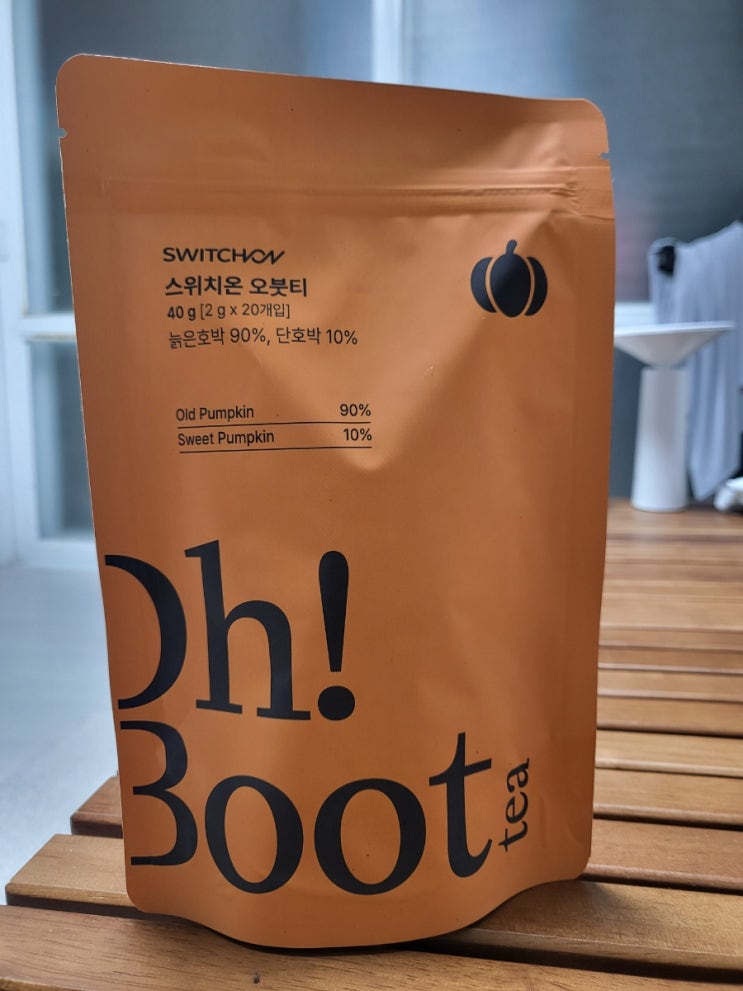 SWITCHON
스위치온 오붓티
40 g [2 g x 20개입]
늙은호박 90%, 단호박 10%
Old Pumpkin 90%
Sweet Pumpkin 10%
Oh!
Boot
tea